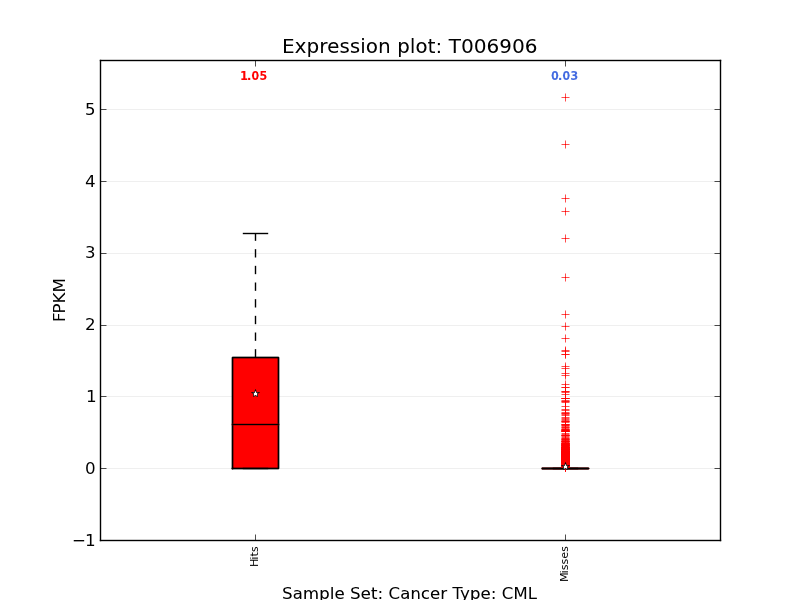 Expression plot: T006906
1.05
0.03
5
4
3
2
1
0
−1
FPKM
Hits
Misses
Sample Set: Cancer Type: CML